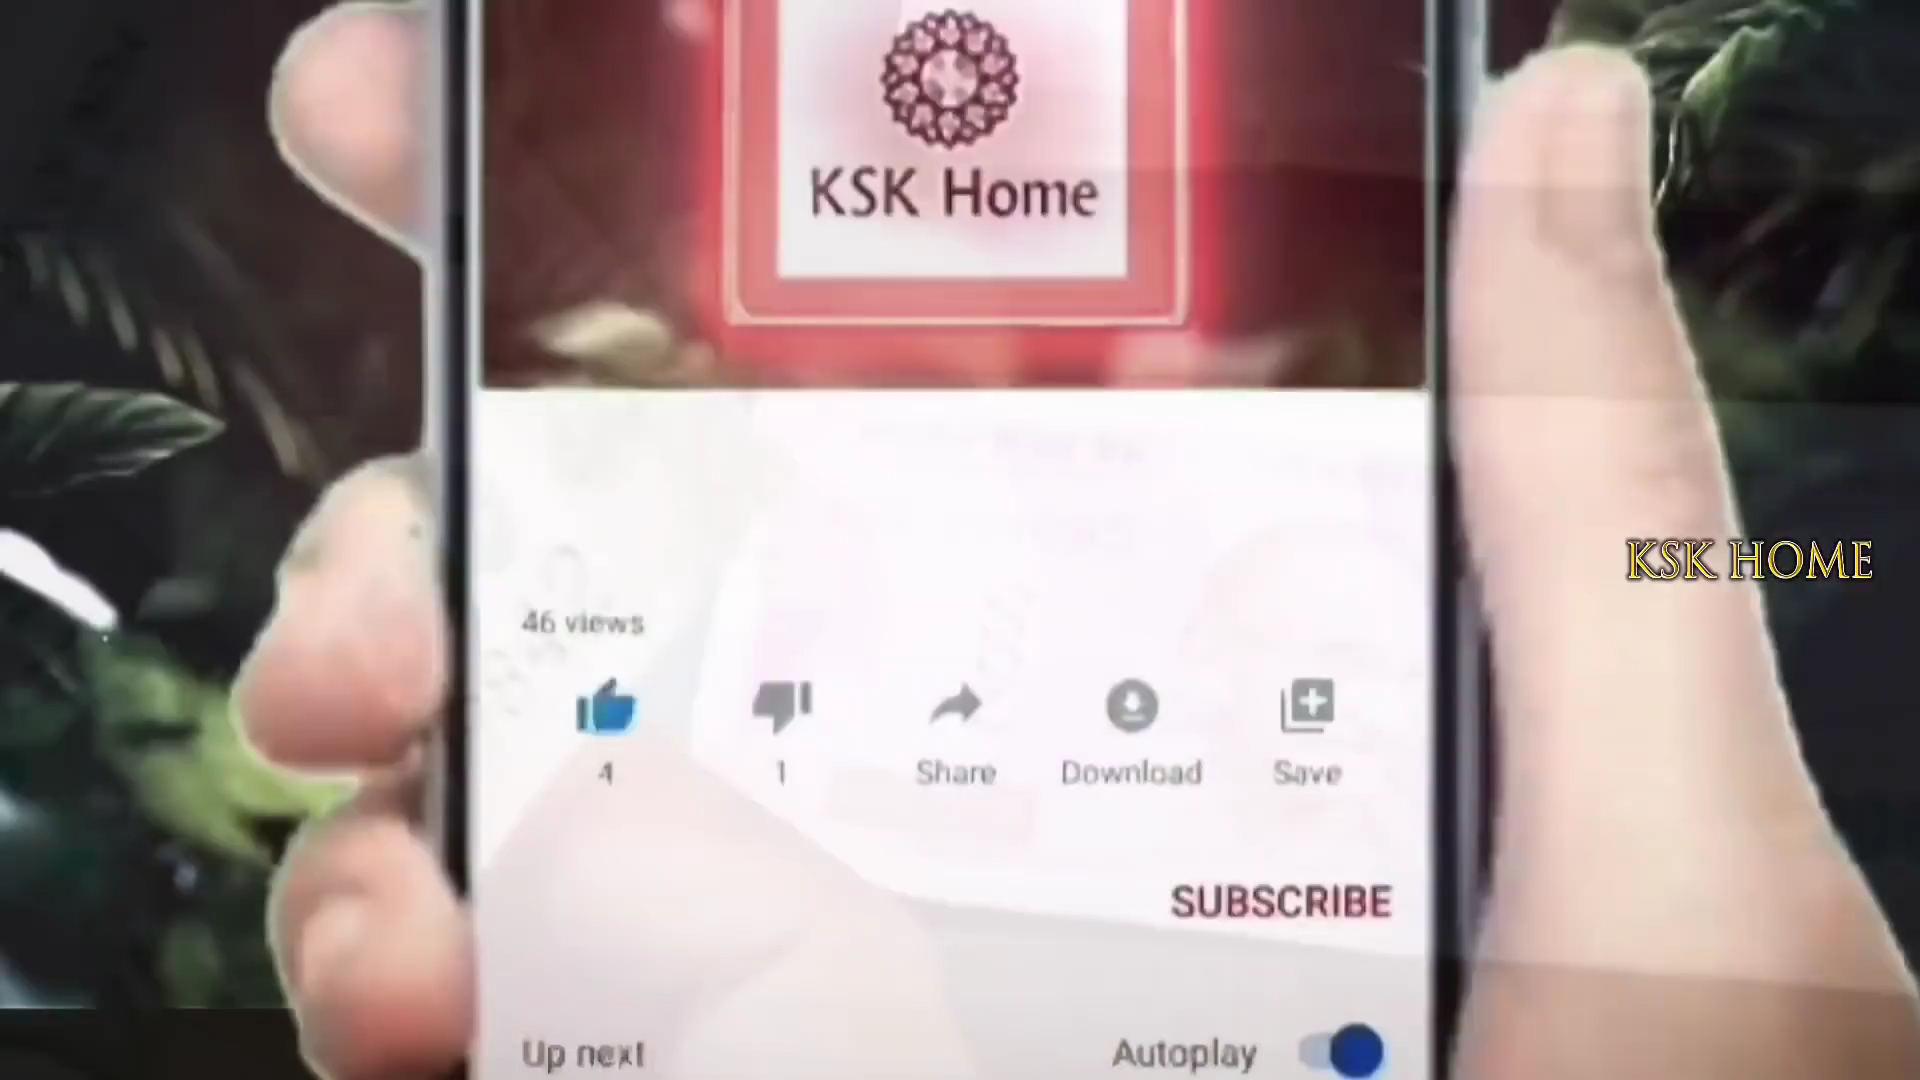 KSK Home
KSK HOME
46 views
4
1
Share
Download
Save
SUBSCRIBE
Up next
Autoplay